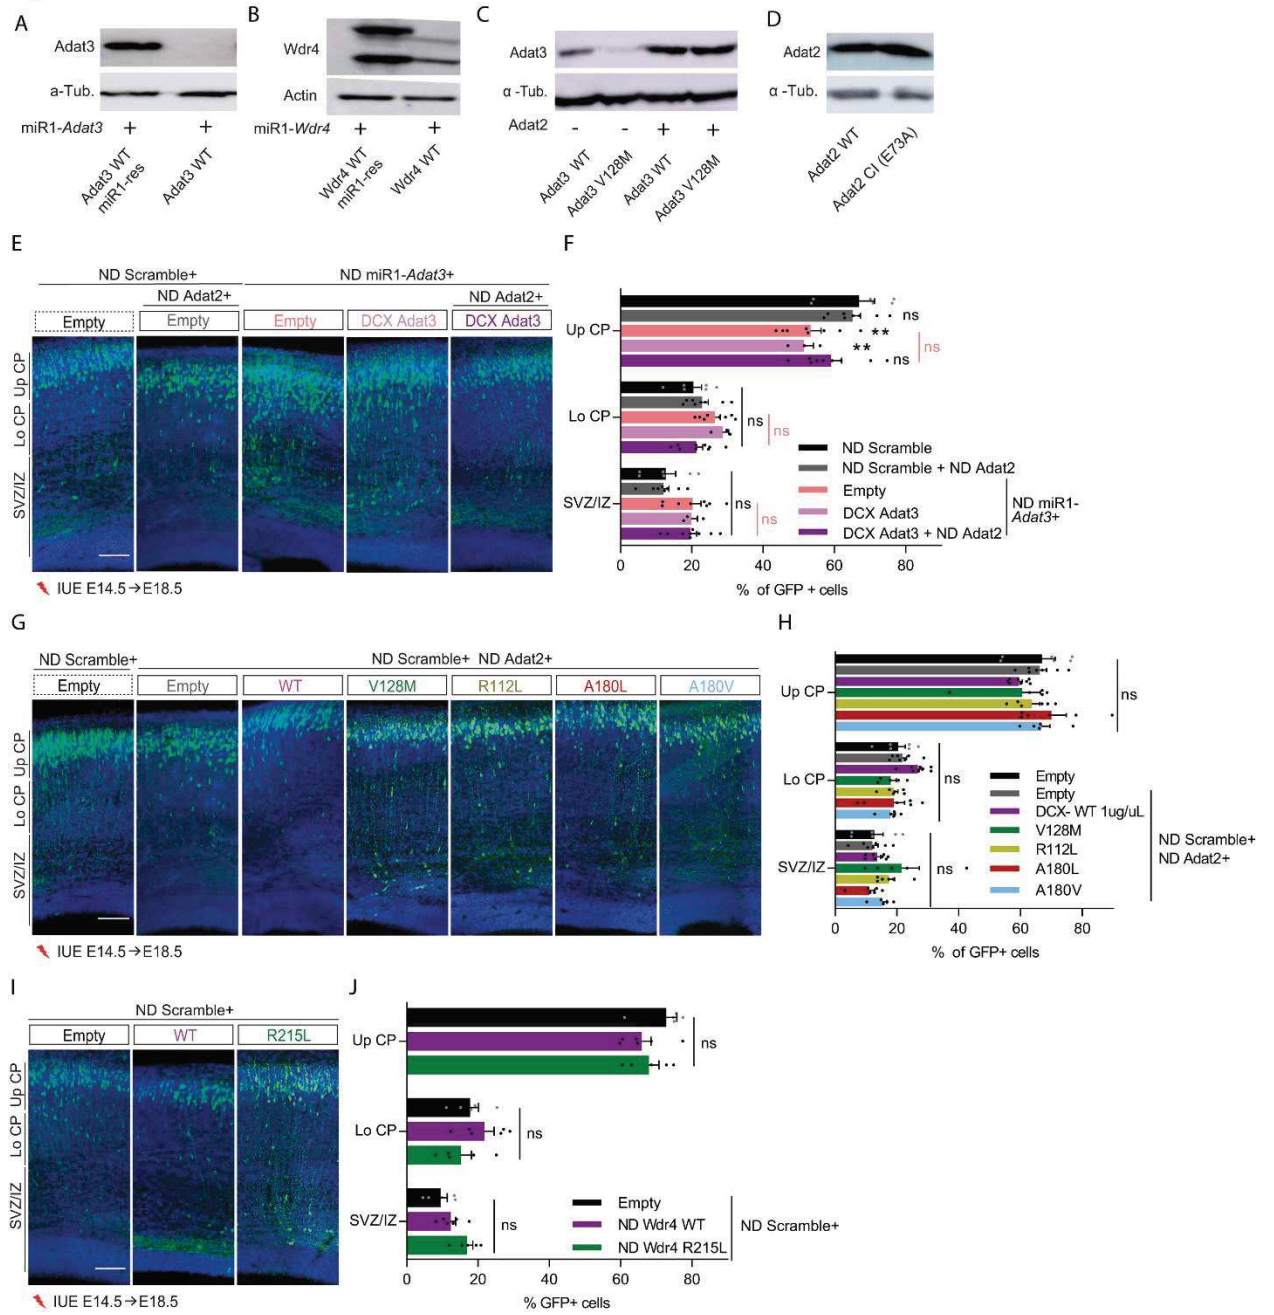 A
Adat3
a-Tub.
miR1-Adat3 + +
Adat3 WT miR1-res
Adat3 WT
B
Wdr4
Actin
miR1-Wdr4 + +
Wdr4 WT miR1-res
Wdr4 WT
C
Adat3
α -Tub.
Adat2 - - + +
Adat3 WT
Adat3 V128M
Adat3 WT
Adat3 V128M
D
Adat2
α -Tub.
Adat2 WT
Adat2 CI (E73A)
E
ND Scramble+ ND miR1-Adat3+
ND Adat2+ ND Adat2+
Empty Empty Empty DCX Adat3 DCX Adat3
Up CP
Lo CP
SVZ/IZ
IUE E14.5→E18.5
F
Up CP
ns
**
**
ns
ns
Lo CP
ns
ns
SVZ/IZ
ns
ns
ND Scramble
ND Scramble + ND Adat2
Empty
DCX Adat3
DCX Adat3 + ND Adat2
ND miR1-
Adat3+
0 20 40 60 80
% of GFP + cells
G
ND Scramble+ ND Scramble+ ND Adat2+
Empty Empty WT V128M R112L A180L A180V
Up CP
Lo CP
SVZ/IZ
IUE E14.5→E18.5
H
Up CP
ns
Lo CP
ns
SVZ/IZ
ns
Empty
Empty
DCX- WT 1ug/uL
V128M
R112L
A180L
A180V
ND Scramble+
ND Adat2+
0 20 40 60 80
% of GFP+ cells
I
ND Scramble+
Empty WT R215L
Up CP
Lo CP
SVZ/IZ
IUE E14.5→E18.5
J
Up CP
ns
Lo CP
ns
SVZ/IZ
ns
Empty
ND Wdr4 WT
ND Wdr4 R215L
ND Scramble+
0 20 40 60 80
% GFP+ cells